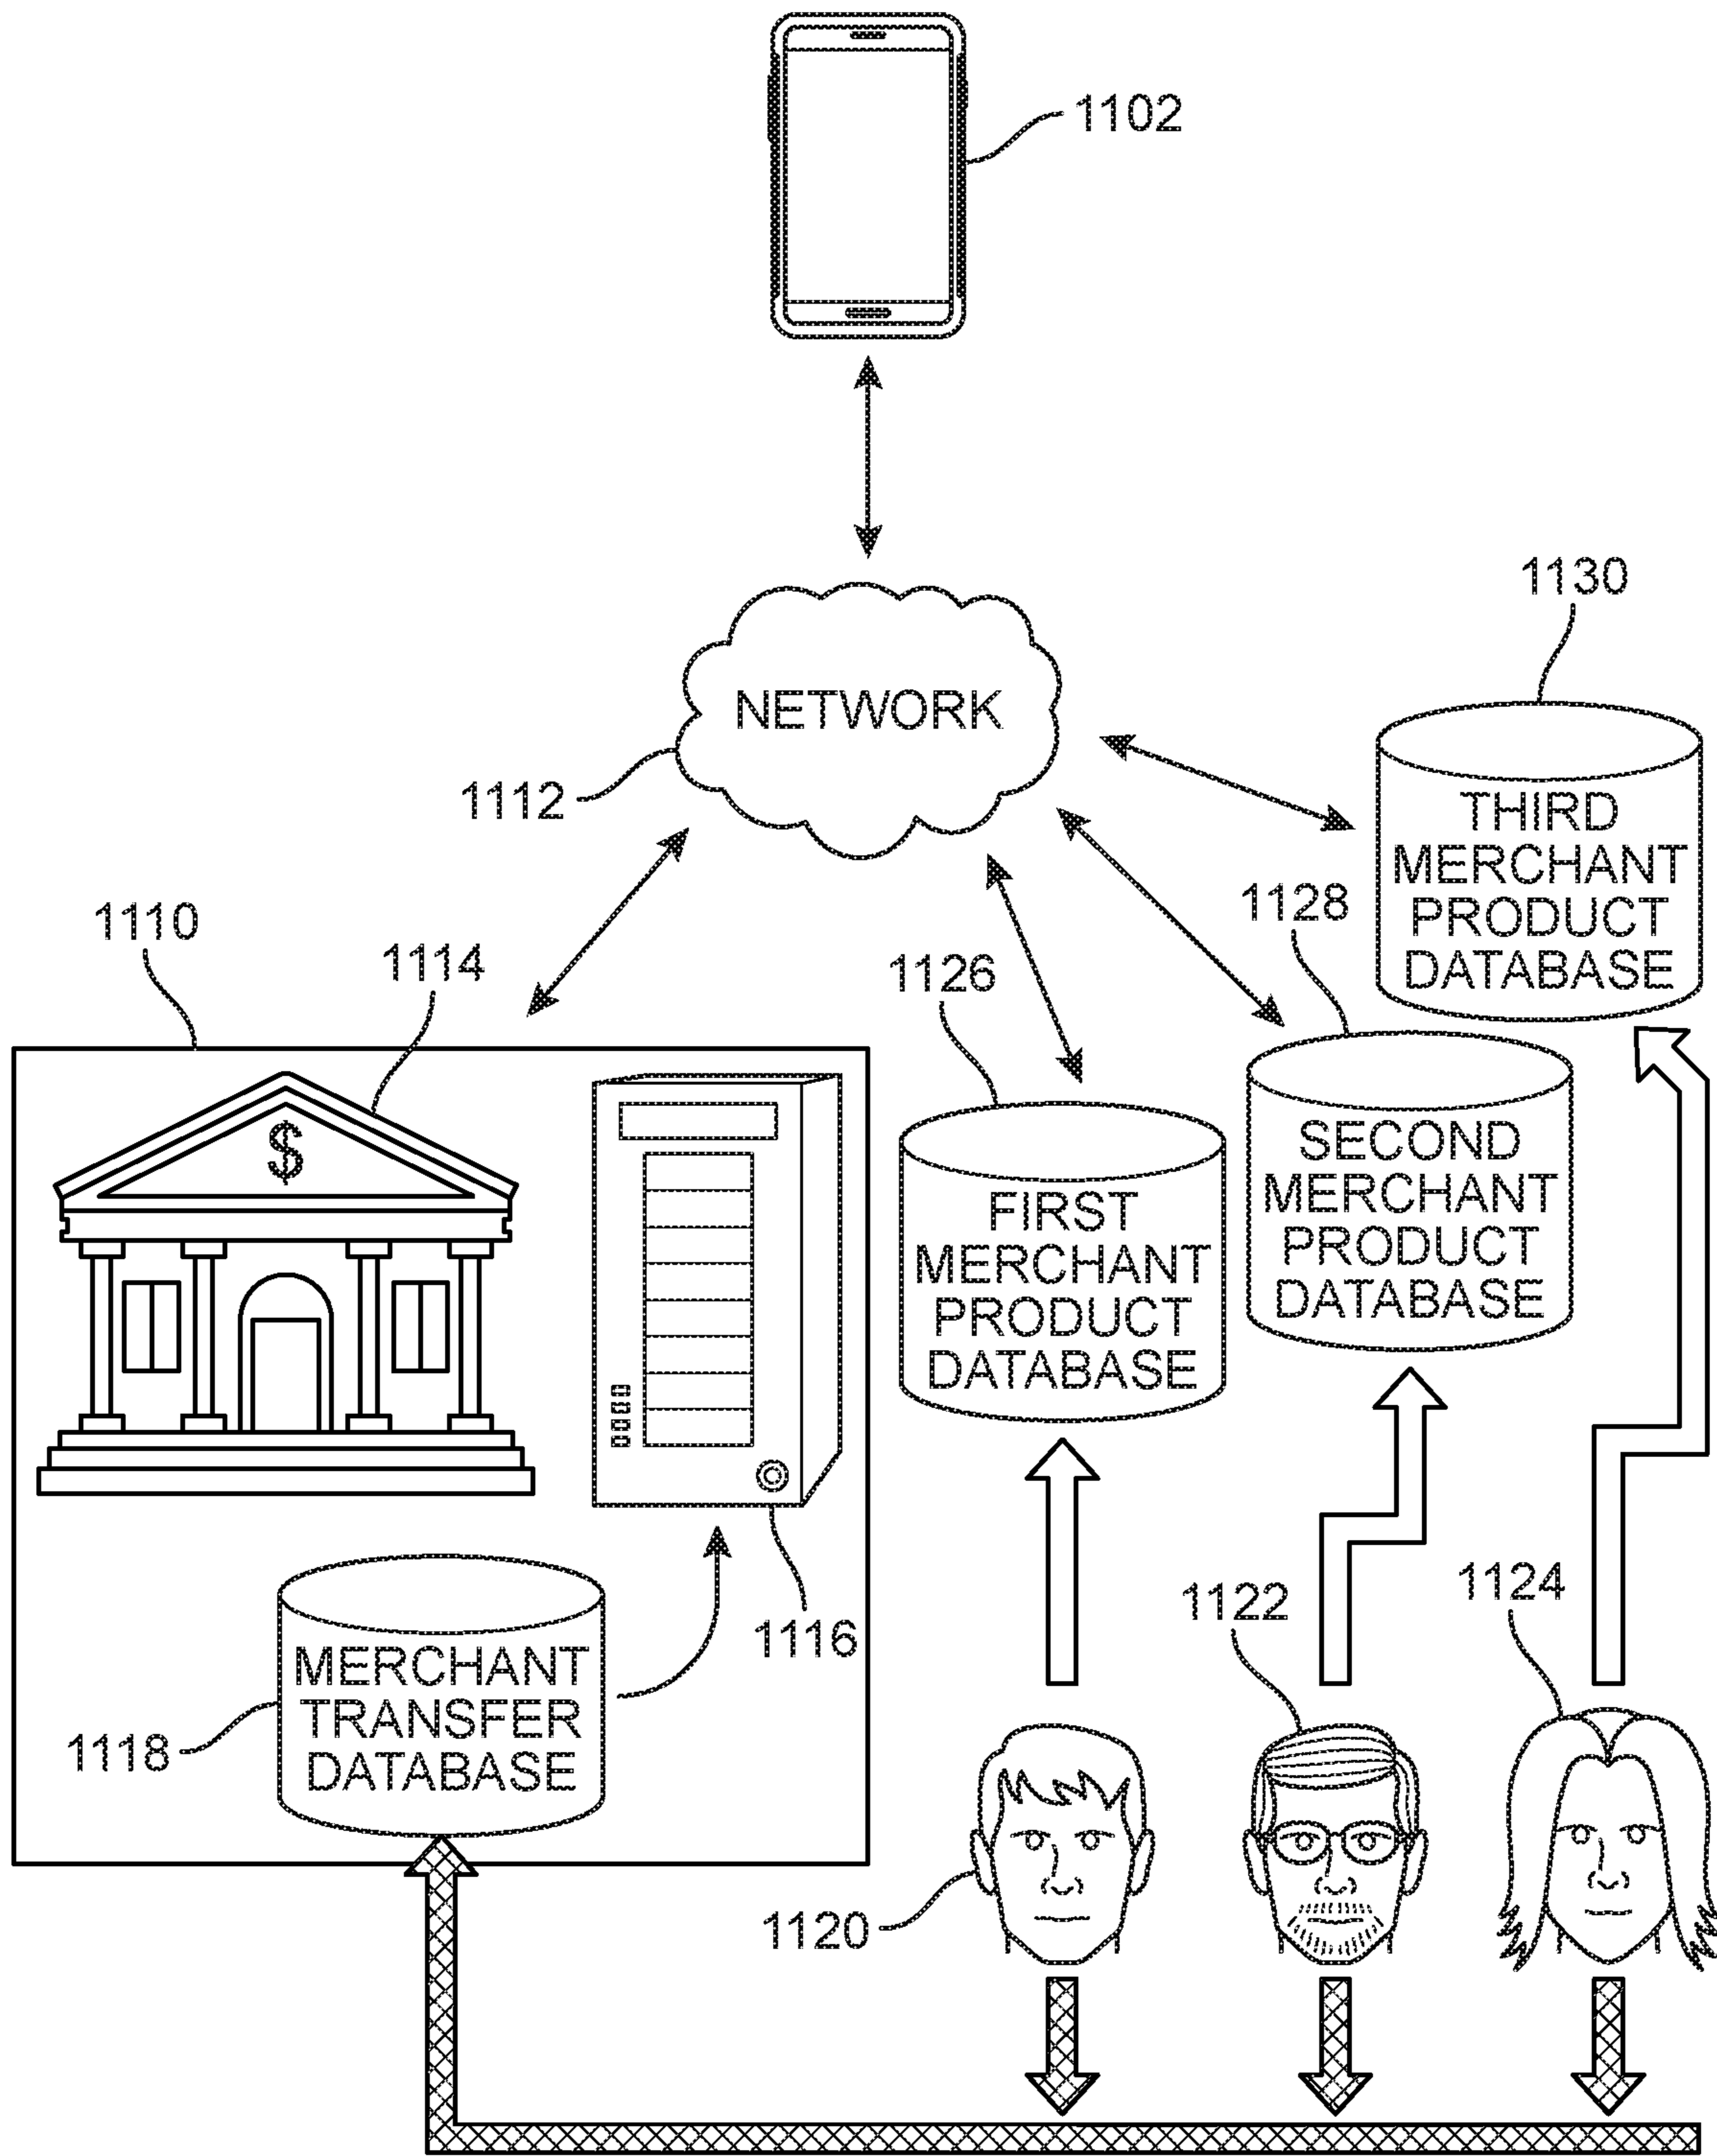 1102
NETWORK
1112
1130
THIRD
MERCHANT
PRODUCT
DATABASE
1110
1114
1126
1128
$
FIRST
MERCHANT
PRODUCT
DATABASE
SECOND
MERCHANT
PRODUCT
DATABASE
1116
MERCHANT
TRANSFER
DATABASE
1118
1122
1124
1120